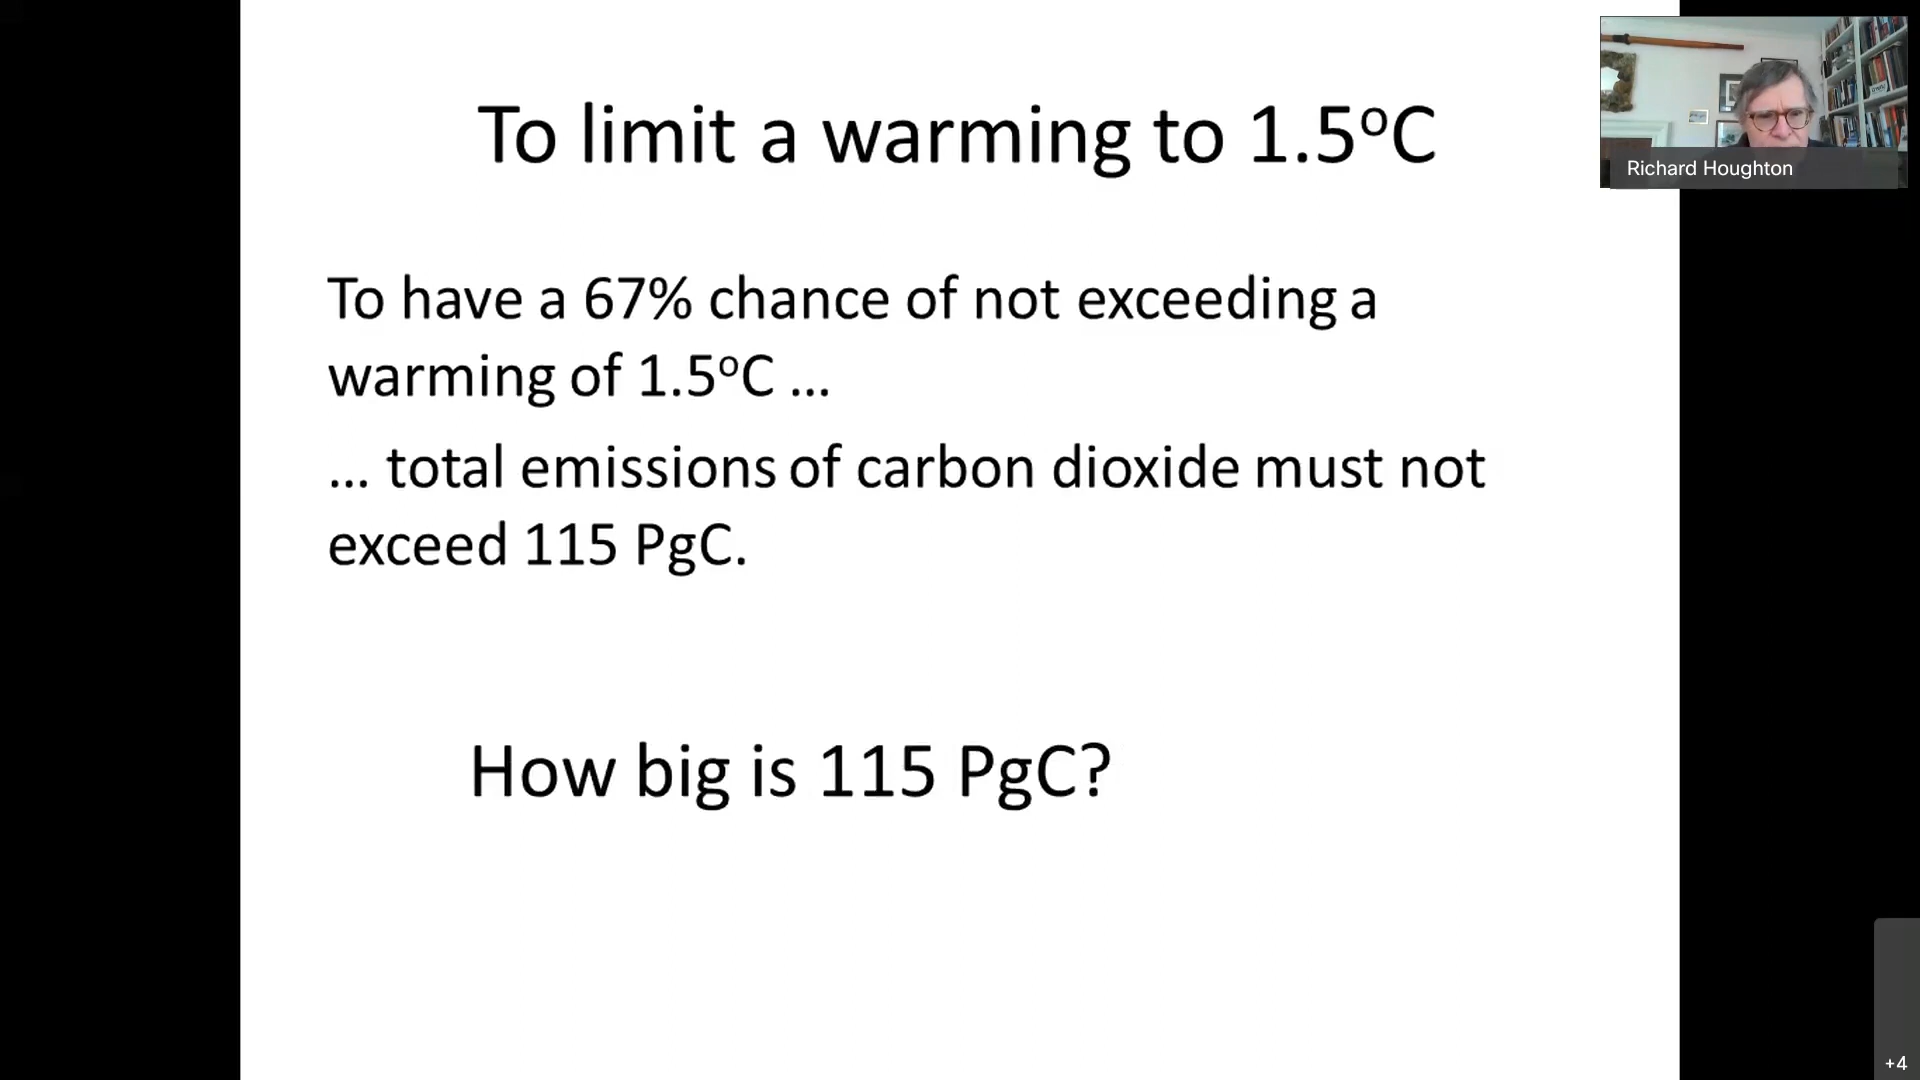 To limit a warming to 1.5ºC
Richard Houghton
To have a 67% chance of not exceeding a
warming of 1.5ºC ...
... total emissions of carbon dioxide must not
exceed 115 PgC.
How big is 115 PgC?
+4